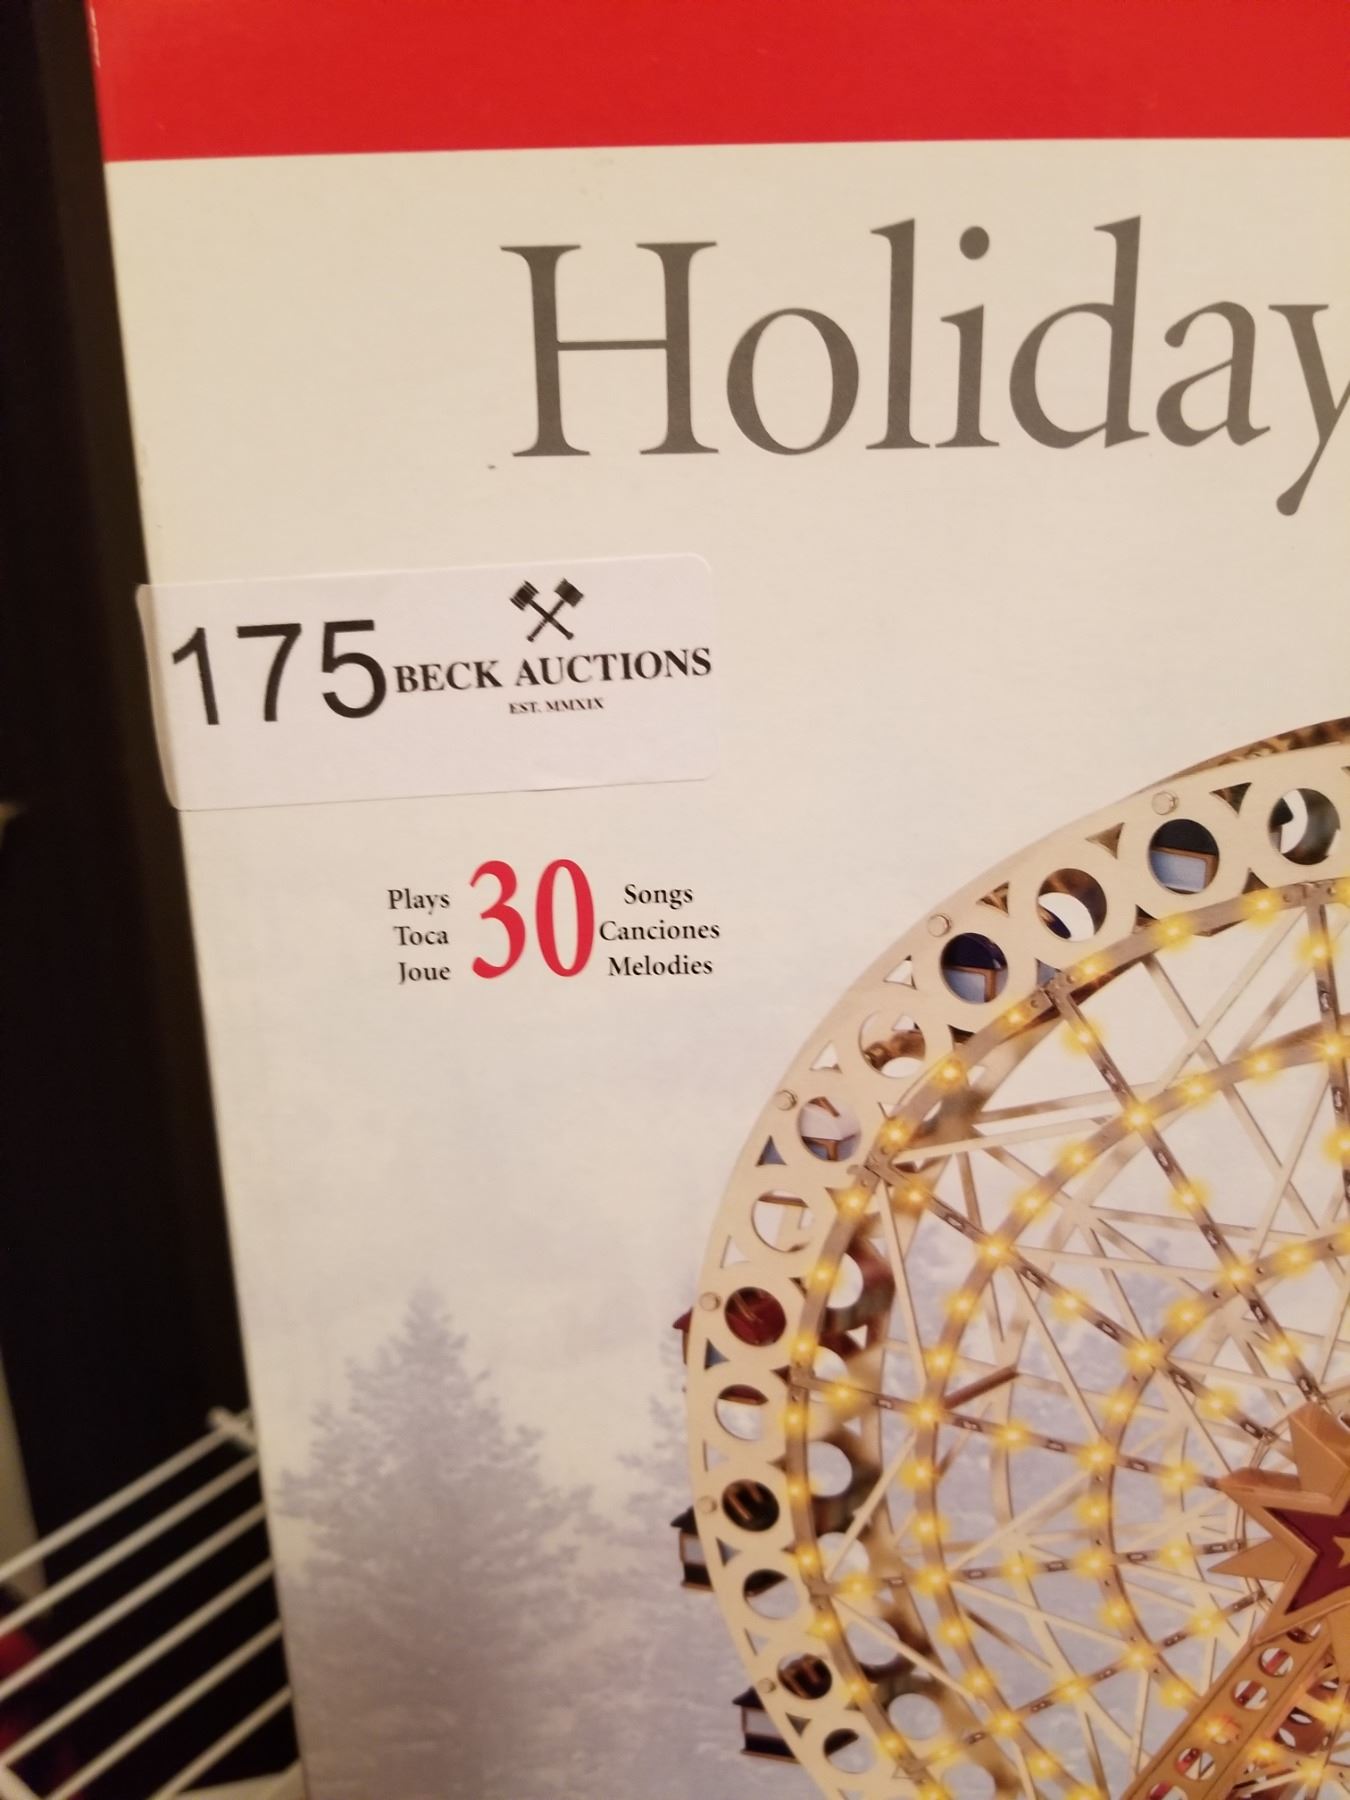 Holiday
175
BECK AUCTIONS
EST. MMXIX
Plays 30 Songs
Toca Canciones
Joue Melodies